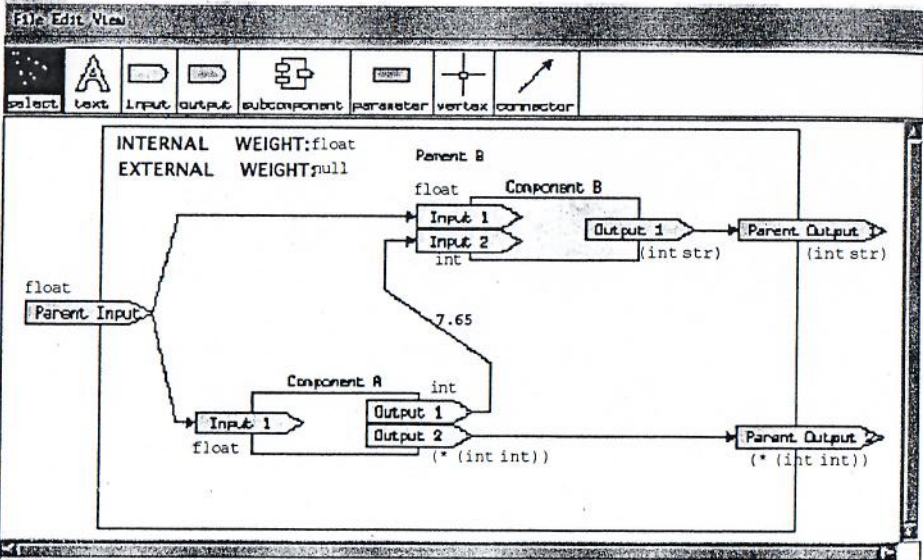 File Edit View
select text input output subcomponent parameter vertex connector
INTERNAL WEIGHT:float
EXTERNAL WEIGHT:null
Parent B
float
Component B
Input 1
Input 2
int
Output 1
(int str)
Parent Output 1
(int str)
float
Parent Input
7.65
Component A
int
Input 1
float
Output 1
Output 2
(* (int int))
Parent Output 2
(* (int int))